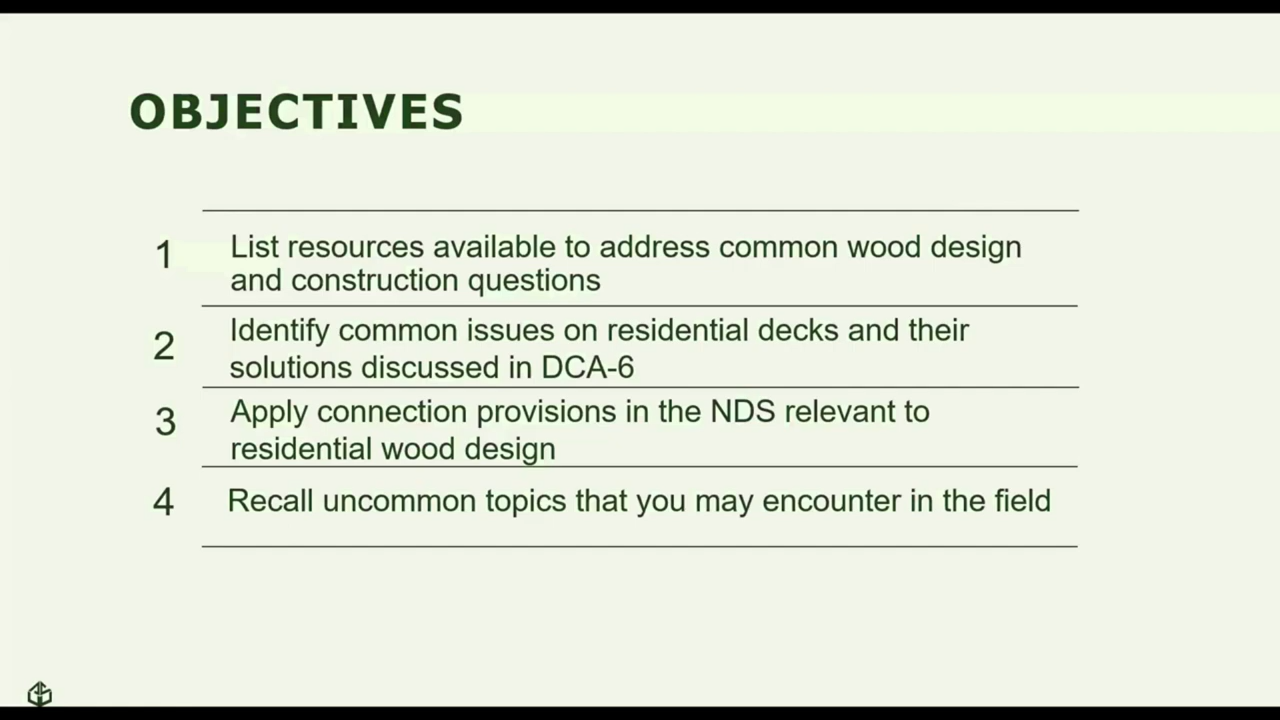 OBJECTIVES
1
List resources available to address common wood design
and construction questions
2
Identify common issues on residential decks and their
solutions discussed in DCA-6
3
Apply connection provisions in the NDS relevant to
residential wood design
4
Recall uncommon topics that you may encounter in the field